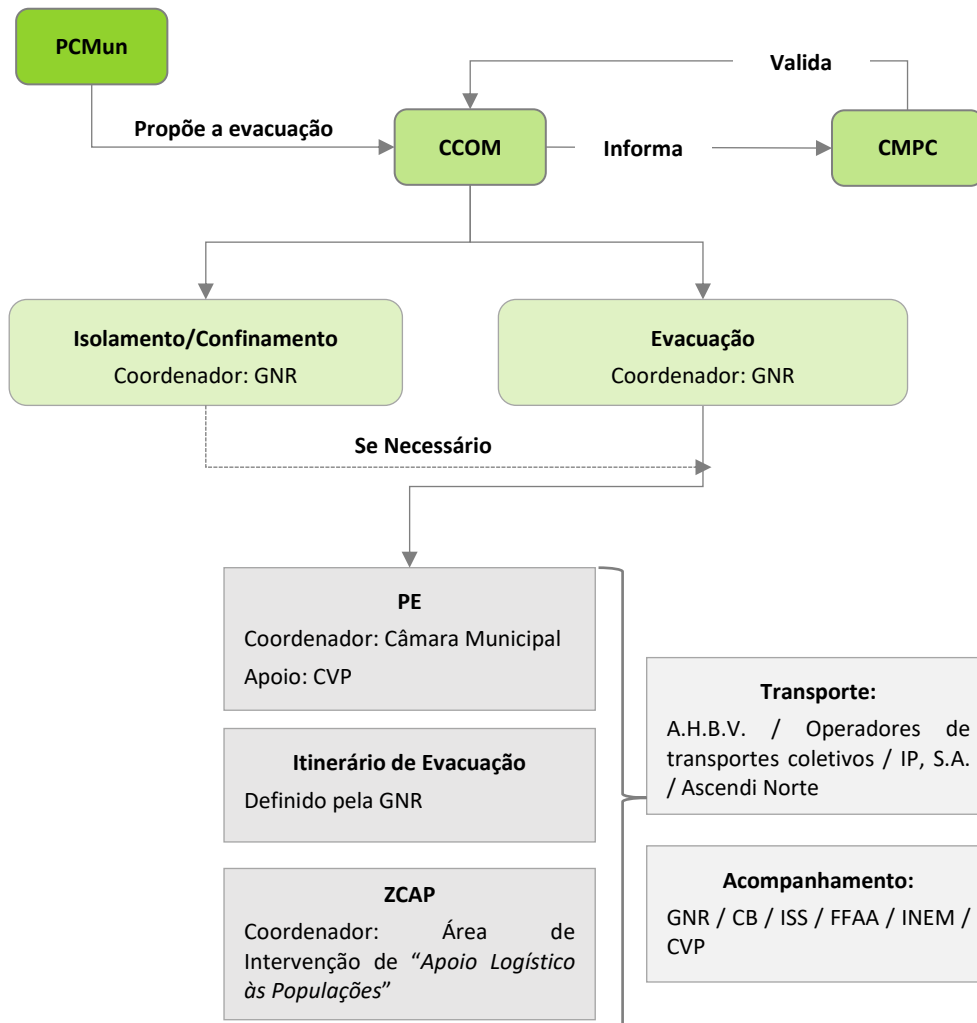 PCMun
Valida
Propõe a evacuação
CCOM
Informa
CMPC
Isolamento/Confinamento
Coordenador: GNR
Evacuação
Coordenador: GNR
Se Necessário
PE
Coordenador: Câmara Municipal
Apoio: CVP
Itinerário de Evacuação
Definido pela GNR
ZCAP
Coordenador: Área de
Intervenção de “Apoio Logístico
às Populações”
Transporte:
A.H.B.V. / Operadores de
transportes coletivos / IP, S.A.
/ Ascendi Norte
Acompanhamento:
GNR / CB / ISS / FFAA / INEM /
CVP